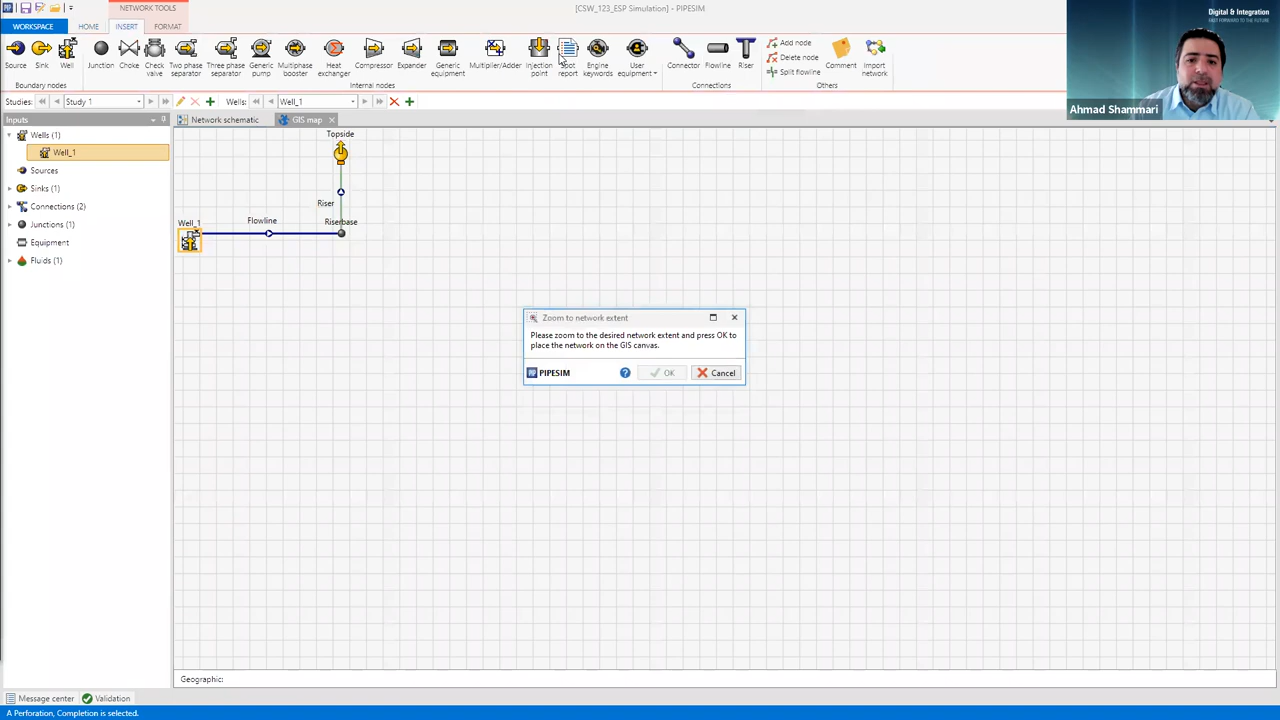 NETWORK TOOLS
[CSW_123_ESP Simulation] - PIPESIM
WORKSPACE
HOME
INSERT
FORMAT
Source
Sink
Well
Junction
Choke
Check valve
Two phase separator
Three phase separator
Generic pump
Multiphase booster
Heat exchanger
Compressor
Expander
Generic equipment
Multiplier/Adder
Injection point
Spot report
Engine keywords
User equipment
Connector
Flowline
Riser
Add node
Delete node
Split flowline
Comment
Import network
Boundary nodes
Internal nodes
Connections
Others
Digital & Integration
FAST FORWARD TO THE FUTURE
Ahmad Shammari
Studies:
Study 1
Wells:
Well_1
Inputs
Network schematic
GIS map
Wells (1)
Well_1
Sources
Sinks (1)
Connections (2)
Junctions (1)
Equipment
Fluids (1)
Topside
Riser
Riserbase
Flowline
Well_1
Zoom to network extent
Please zoom to the desired network extent and press OK to
place the network on the GIS canvas.
PIPESIM
OK
Cancel
Geographic:
Message center
Validation
A Perforation, Completion is selected.